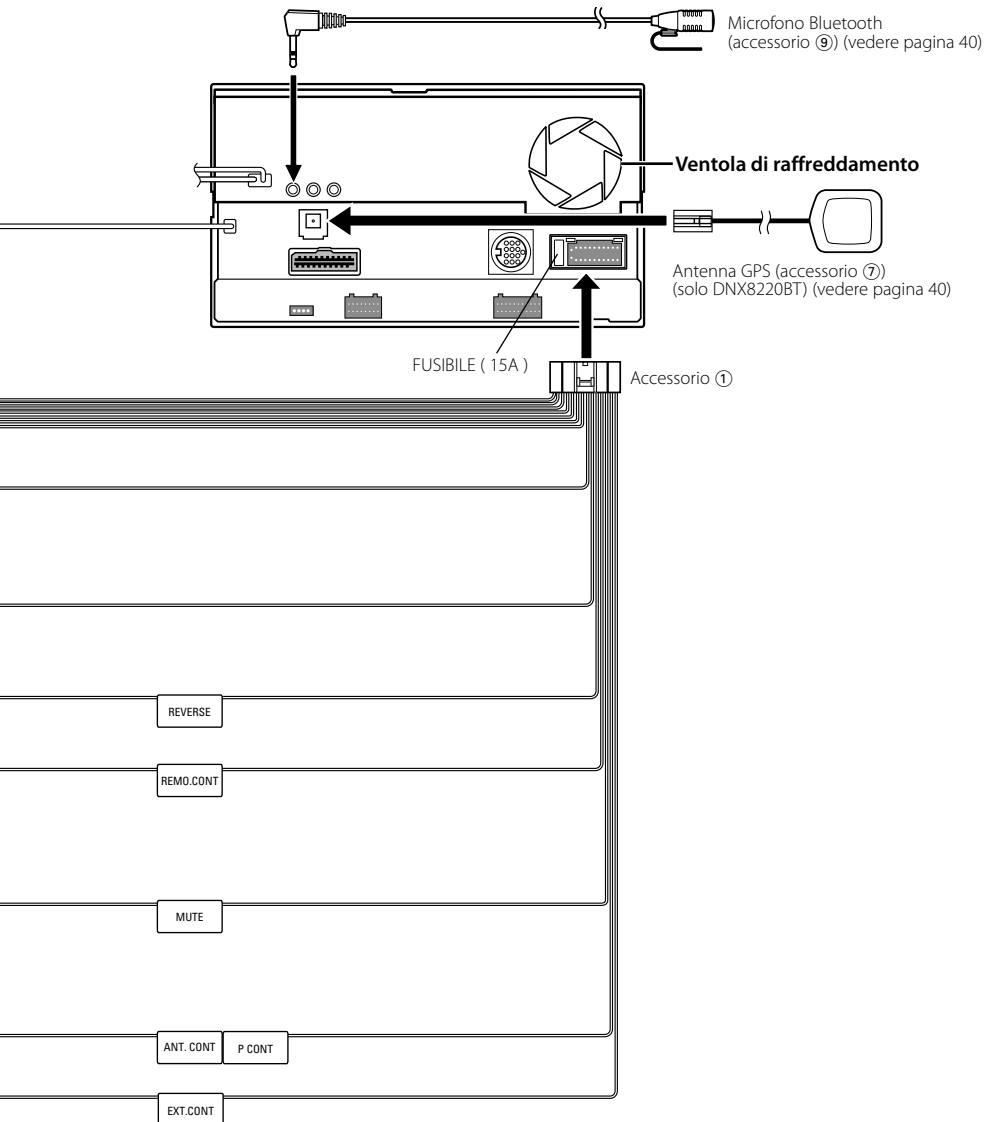 Microfono Bluetooth
(accessorio ⑨) (vedere pagina 40)
Ventola di raffreddamento
Antenna GPS (accessorio ⑦)
(solo DNX8220BT) (vedere pagina 40)
FUSIBILE ( 15A )
Accessorio ①
REVERSE
REMO.CONT
MUTE
ANT. CONT
P CONT
EXT.CONT